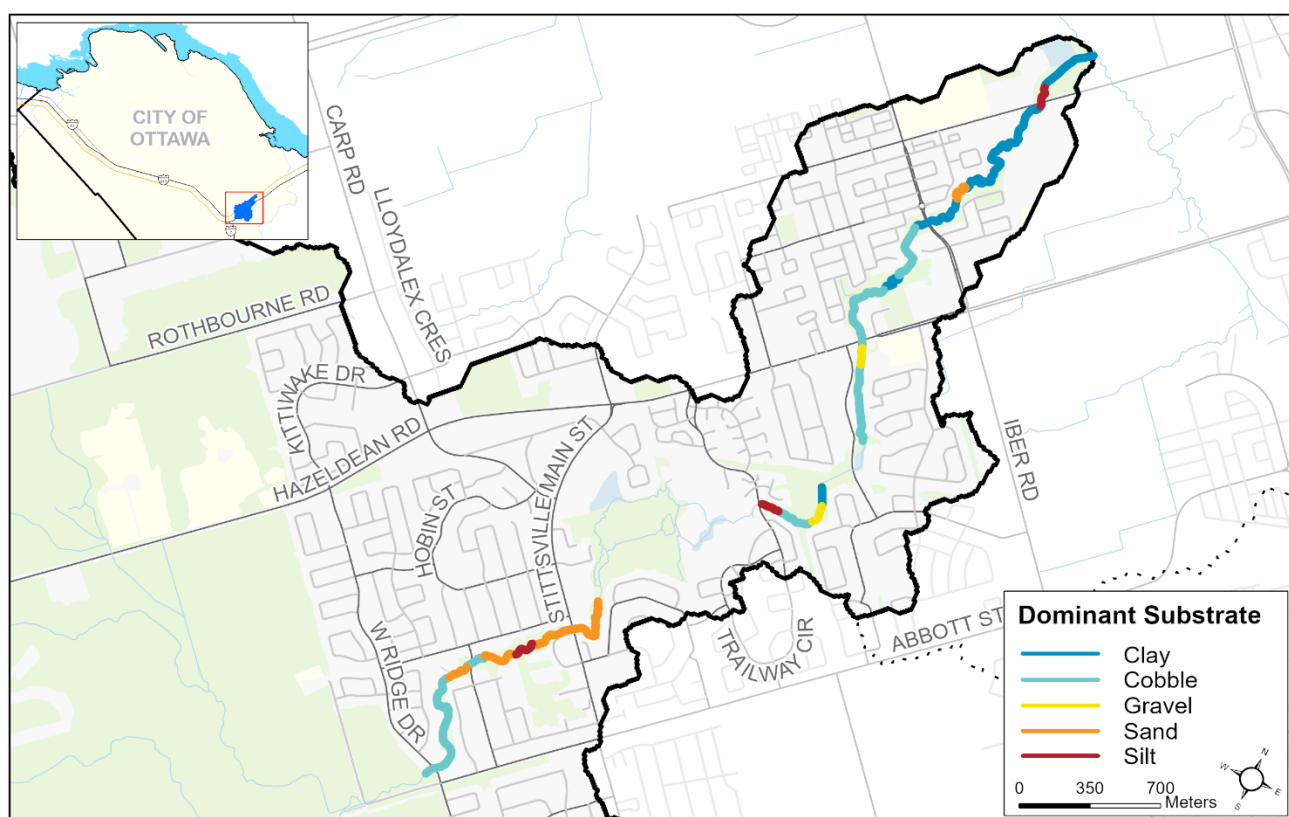 CITY OF
OTTAWA
CARP RD
LLOYDALEX CRES
ROTHBOURNE RD
KITTIWAKE DR
HAZELDEAN RD
HOBIN ST
STITTSVILLE MAIN ST
W RIDGE DR
TRAILWAY CIR
IBER RD
ABBOTT ST
Dominant Substrate
Clay
Cobble
Gravel
Sand
Silt
N
W
E
S
0 350 700
Meters